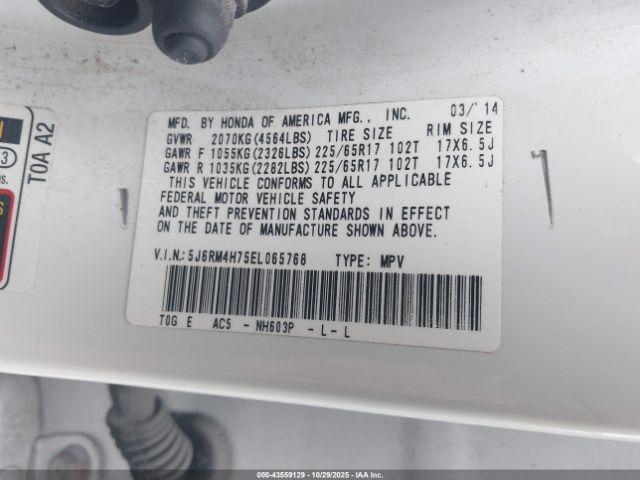 MFD. BY HONDA OF AMERICA MFG., INC. 03/'14
GVWR 2070KG(4564LBS) TIRE SIZE RIM SIZE
GAWR F 1055KG(2326LBS) 225/65R17 102T 17X6.5J
GAWR R 1035KG(2282LBS) 225/65R17 102T 17X6.5J
THIS VEHICLE CONFORMS TO ALL APPLICABLE
FEDERAL MOTOR VEHICLE SAFETY
AND THEFT PREVENTION STANDARDS IN EFFECT
ON THE DATE OF MANUFACTURE SHOWN ABOVE.
V.I.N.:5J6RM4H75EL065768 TYPE: MPV
TOG E AC5 - NH603P - L - L
TOA A2
3
000-43559129 10/29/2025 IAA INC.